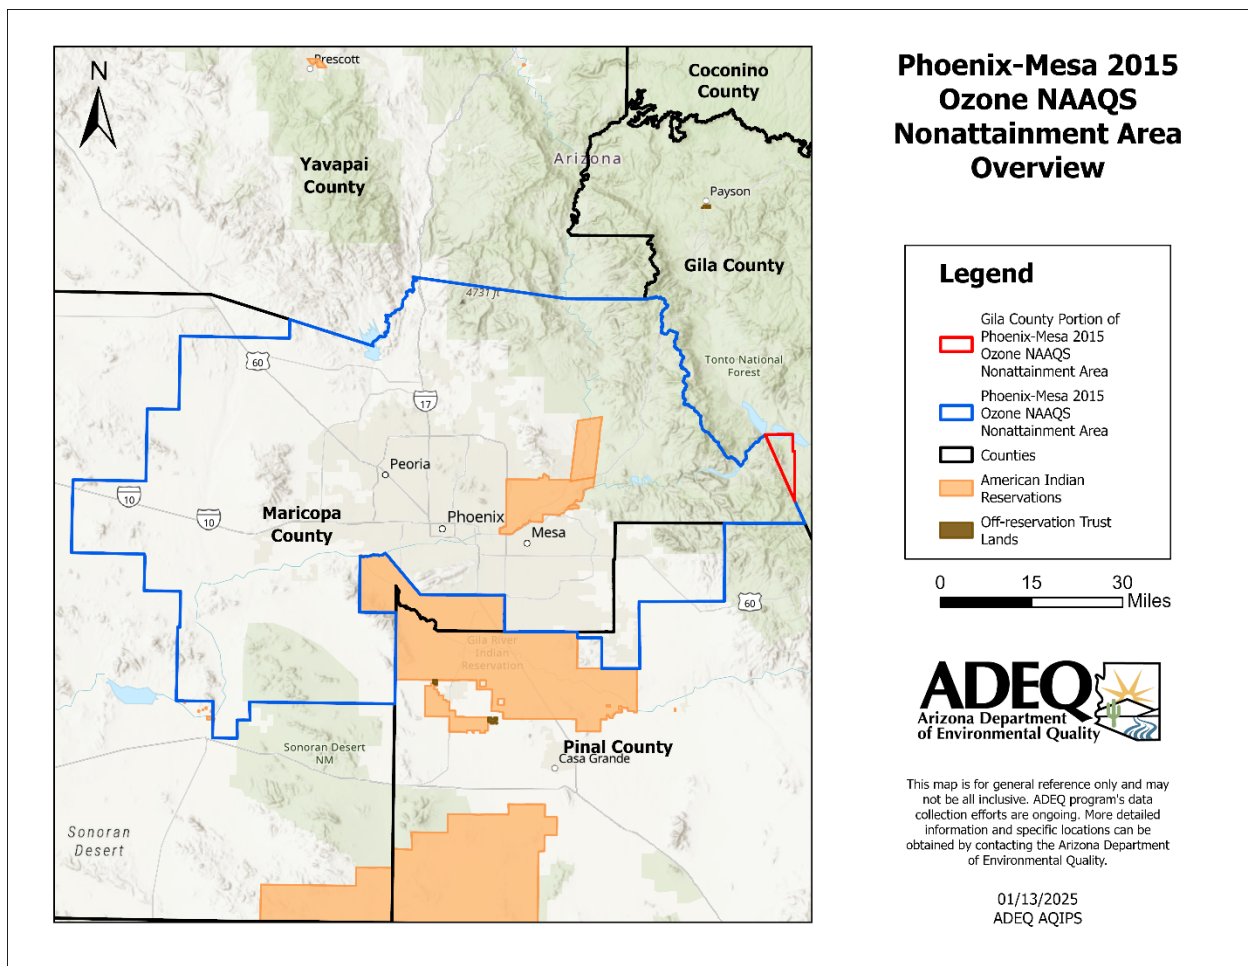 Phoenix-Mesa 2015
Ozone NAAQS
Nonattainment Area
Overview
N
Prescott
Coconino
County
Arizona
Yavapai
County
Payson
Gila County
4731 ft
Tonto National
Forest
60
17
Peoria
10
10
Maricopa
County
Phoenix
Mesa
60
Gila River
Indian
Reservation
Sonoran Desert
NM
Pinal County
Casa Grande
Sonoran
Desert
Legend
Gila County Portion of
Phoenix-Mesa 2015
Ozone NAAQS
Nonattainment Area
Phoenix-Mesa 2015
Ozone NAAQS
Nonattainment Area
Counties
American Indian
Reservations
Off-reservation Trust
Lands
0 15 30
Miles
ADEQ
Arizona Department
of Environmental Quality
This map is for general reference only and may
not be all inclusive. ADEQ program's data
collection efforts are ongoing. More detailed
information and specific locations can be
obtained by contacting the Arizona Department
of Environmental Quality.
01/13/2025
ADEQ AQIPS